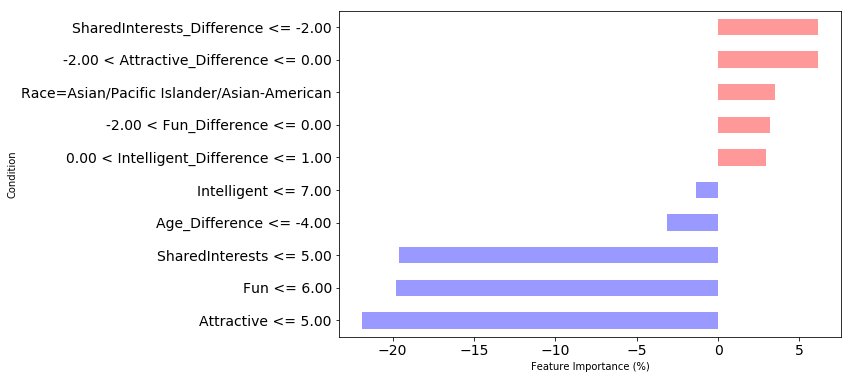 SharedInterests_Difference <= -2.00
-2.00 < Attractive_Difference <= 0.00
Race=Asian/Pacific Islander/Asian-American
-2.00 < Fun_Difference <= 0.00
0.00 < Intelligent_Difference <= 1.00
Intelligent <= 7.00
Age_Difference <= -4.00
SharedInterests <= 5.00
Fun <= 6.00
Attractive <= 5.00
Condition
−20 −15 −10 −5 0 5
Feature Importance (%)